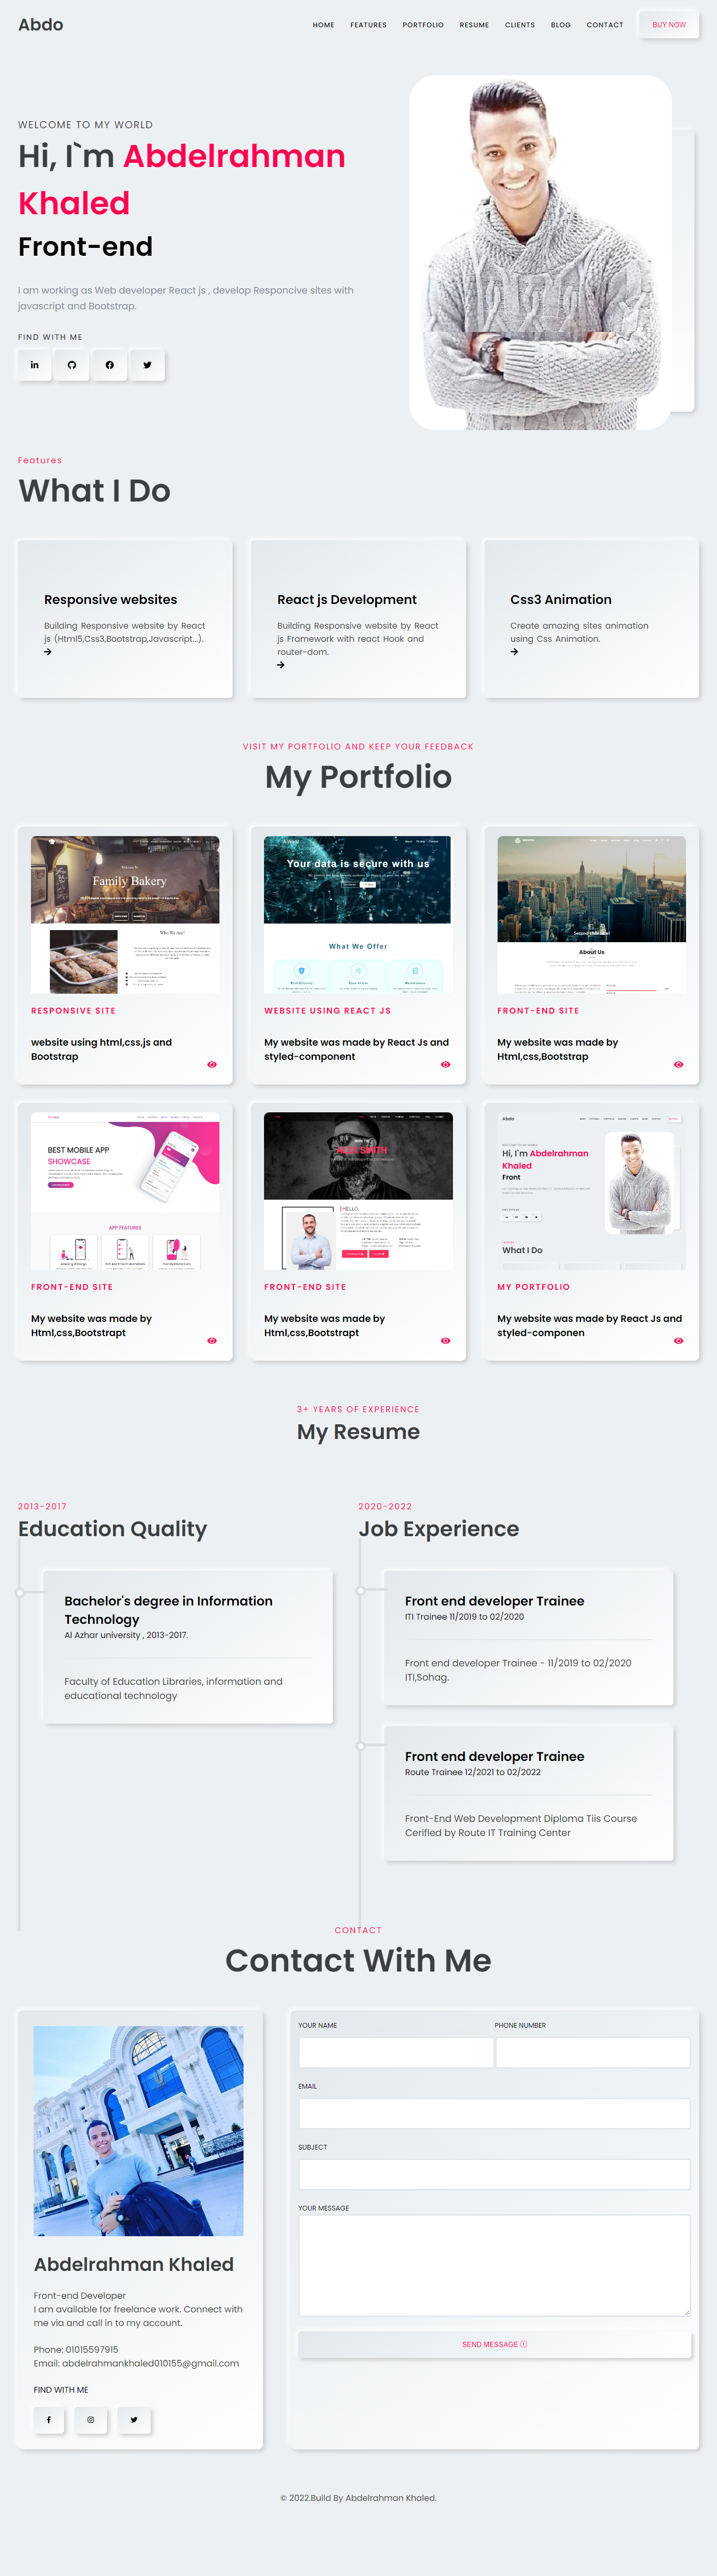 Abdo
HOME FEATURES PORTFOLIO RESUME CLIENTS BLOG CONTACT BUY NOW
WELCOME TO MY WORLD
Hi, I`m Abdelrahman
Khaled
Front-end
I am working as Web developer React js , develop Responcive sites with
javascript and Bootstrap.
FIND WITH ME
Features
What I Do
Responsive websites
Building Responsive website by React
js (Html5,Css3,Bootstrap,Javascript...).
React js Development
Building Responsive website by React
js Framework with react Hook and
router-dom.
Css3 Animation
Create amazing sites animation
using Css Animation.
VISIT MY PORTFOLIO AND KEEP YOUR FEEDBACK
My Portfolio
Family Bakery
Who We Are?
RESPONSIVE SITE
website using html,css,js and
Bootstrap
Your data is secure with us
What We Offer
WEBSITE USING REACT JS
My website was made by React Js and
styled-component
About Us
FRONT-END SITE
My website was made by
Html,css,Bootstrap
BEST MOBILE APP
SHOWCASE
APP FEATURES
FRONT-END SITE
My website was made by
Html,css,Bootstrapt
SMITH
HELLO,
FRONT-END SITE
My website was made by
Html,css,Bootstrapt
Abdo
Hi, I`m Abdelrahman
Khaled
Front
What I Do
MY PORTFOLIO
My website was made by React Js and
styled-componen
3+ YEARS OF EXPERIENCE
My Resume
2013-2017
Education Quality
Bachelor's degree in Information
Technology
Al Azhar university , 2013-2017.
Faculty of Education Libraries, information and
educational technology
2020-2022
Job Experience
Front end developer Trainee
ITI Trainee 11/2019 to 02/2020
Front end developer Trainee - 11/2019 to 02/2020
ITI,Sohag.
Front end developer Trainee
Route Trainee 12/2021 to 02/2022
Front-End Web Development Diploma Tiis Course
Cerifled by Route IT Training Center
CONTACT
Contact With Me
Abdelrahman Khaled
Front-end Developer
I am available for freelance work. Connect with
me via and call in to my account.
Phone: 01015597915
Email: abdelrahmankhaled010155@gmail.com
FIND WITH ME
YOUR NAME
PHONE NUMBER
EMAIL
SUBJECT
YOUR MESSAGE
SEND MESSAGE
© 2022.Build By Abdelrahman Khaled.